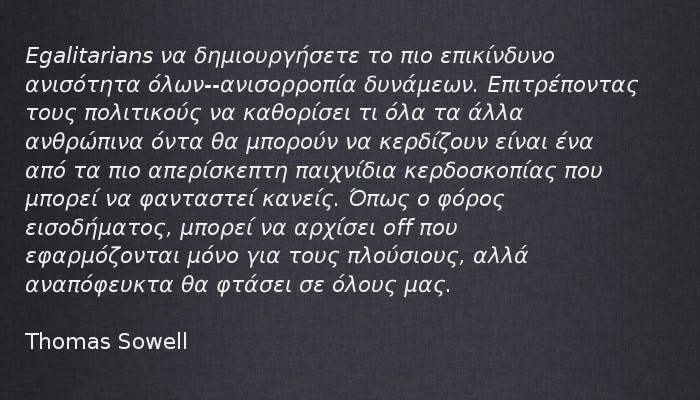 Egalitarians να δημιουργήσετε το πιο επικίνδυνο
ανισότητα όλων--ανισορροπία δυνάμεων. Επιτρέποντας
τους πολιτικούς να καθορίσει τι όλα τα άλλα
ανθρώπινα όντα θα μπορούν να κερδίζουν είναι ένα
από τα πιο απερίσκεπτη παιχνίδια κερδοσκοπίας που
μπορεί να φανταστεί κανείς. Όπως ο φόρος
εισοδήματος, μπορεί να αρχίσει off που
εφαρμόζονται μόνο για τους πλούσιους, αλλά
αναπόφευκτα θα φτάσει σε όλους μας.
Thomas Sowell